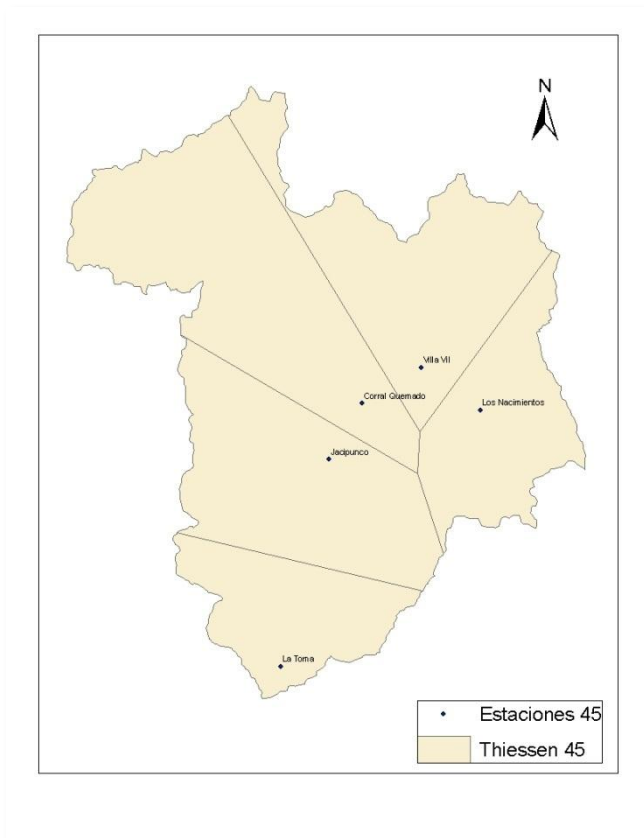 N
Villa Vil
Corral Quemado
Los Nacimientos
Jacipunco
La Toma
Estaciones 45
Thiessen 45